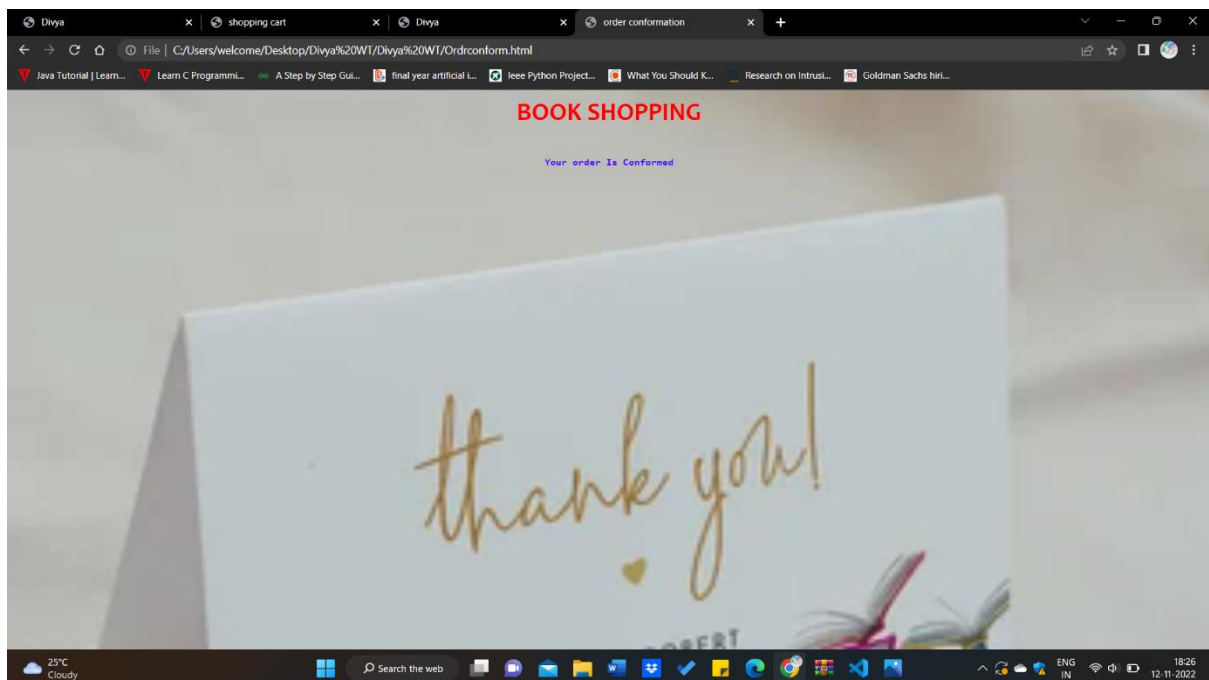 Divya
shopping cart
Divya
order conformation
File | C:/Users/welcome/Desktop/Divya%20WT/Divya%20WT/Ordrconform.html
Java Tutorial | Learn...
Learn C Programmi...
A Step by Step Gui...
final year artificial i...
Ieee Python Project...
What You Should K...
Research on Intrusi...
Goldman Sachs hiri...
BOOK SHOPPING
Your order Is Conformed
thank you!
25°C
Cloudy
Search the web
ENG
IN
18:26
12-11-2022